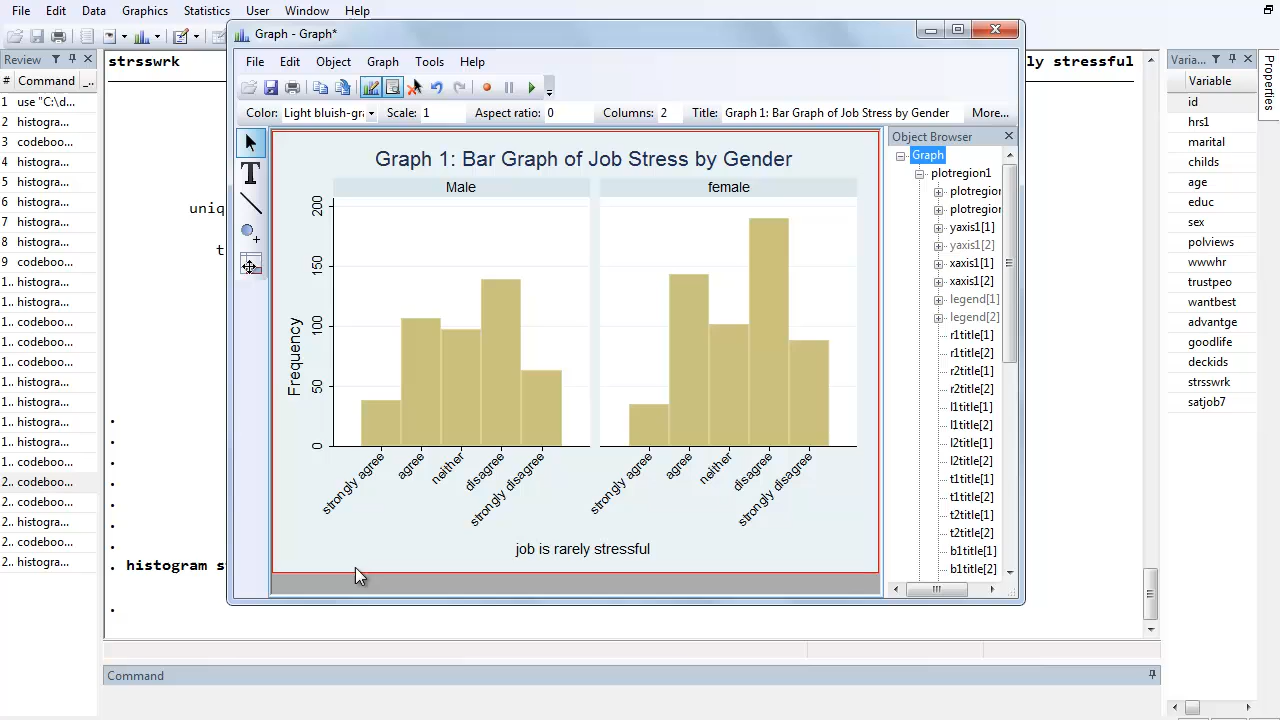 File Edit Data Graphics Statistics User Window Help
Graph - Graph*
File Edit Object Graph Tools Help
Color: Light bluish-gr Scale: 1 Aspect ratio: 0 Columns: 2 Title: Graph 1: Bar Graph of Job Stress by Gender More...
Review
# Command
1 use "C:\d...
2 histogra...
3 codeboo...
4 histogra...
5 histogra...
6 histogra...
7 histogra...
8 histogra...
9 codeboo...
1.. histogra...
1.. histogra...
1.. codeboo...
1.. codeboo...
1.. histogra...
1.. histogra...
1.. histogra...
1.. histogra...
1.. codeboo...
2.. codeboo...
2.. codeboo...
2.. histogra...
2.. codeboo...
2.. histogra...
strsswrk
ly stressful
uniq
t
. histogram s
.
Graph 1: Bar Graph of Job Stress by Gender
Male
female
Frequency
200
150
100
50
0
strongly agree
agree
neither
disagree
strongly disagree
strongly agree
agree
neither
disagree
strongly disagree
job is rarely stressful
Object Browser
Graph
plotregion1
plotregion
plotregion
yaxis1[1]
yaxis1[2]
xaxis1[1]
xaxis1[2]
legend[1]
legend[2]
r1title[1]
r1title[2]
r2title[1]
r2title[2]
l1title[1]
l1title[2]
l2title[1]
l2title[2]
t1title[1]
t1title[2]
t2title[1]
t2title[2]
b1title[1]
b1title[2]
Varia...
Variable
id
hrs1
marital
childs
age
educ
sex
polviews
wwwhr
trustpeo
wantbest
advantge
goodlife
deckids
strsswrk
satjob7
Properties
Command